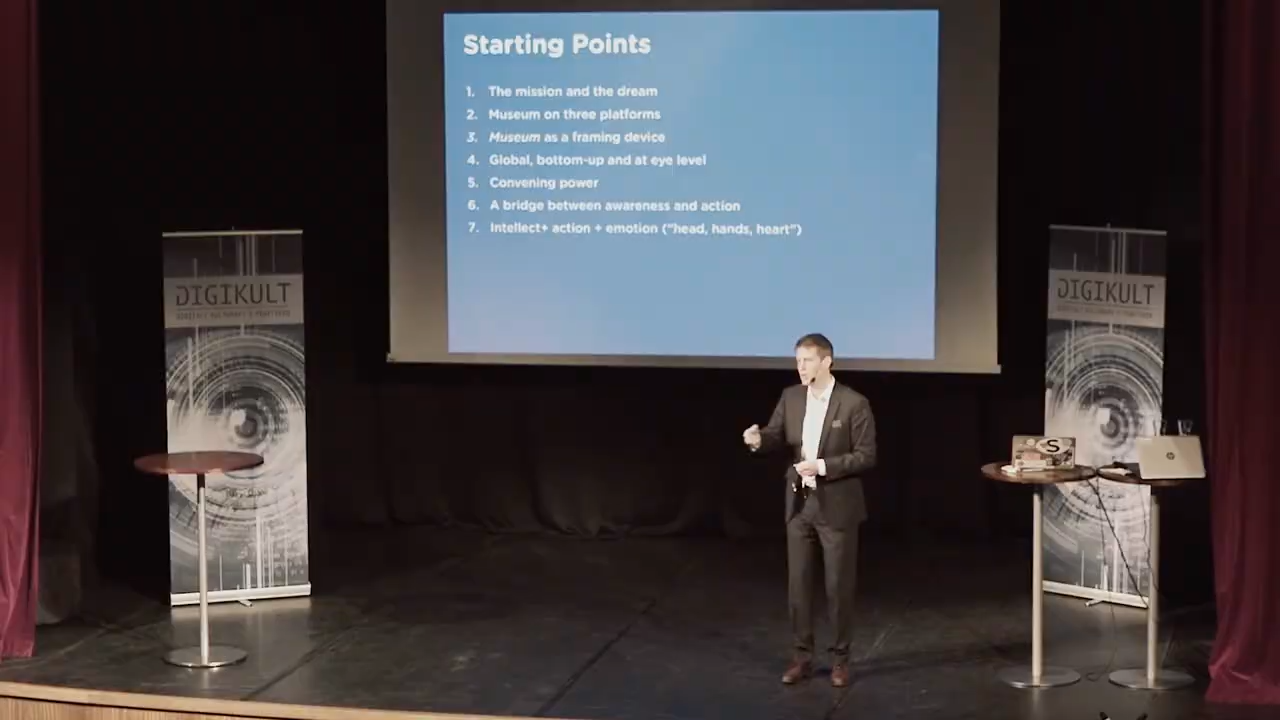 Starting Points
1. The mission and the dream
2. Museum on three platforms
3. Museum as a framing device
4. Global, bottom-up and at eye level
5. Convening power
6. A bridge between awareness and action
7. Intellect+ action + emotion ("head, hands, heart")
DIGIKULT
DIGIKULT
S
hp